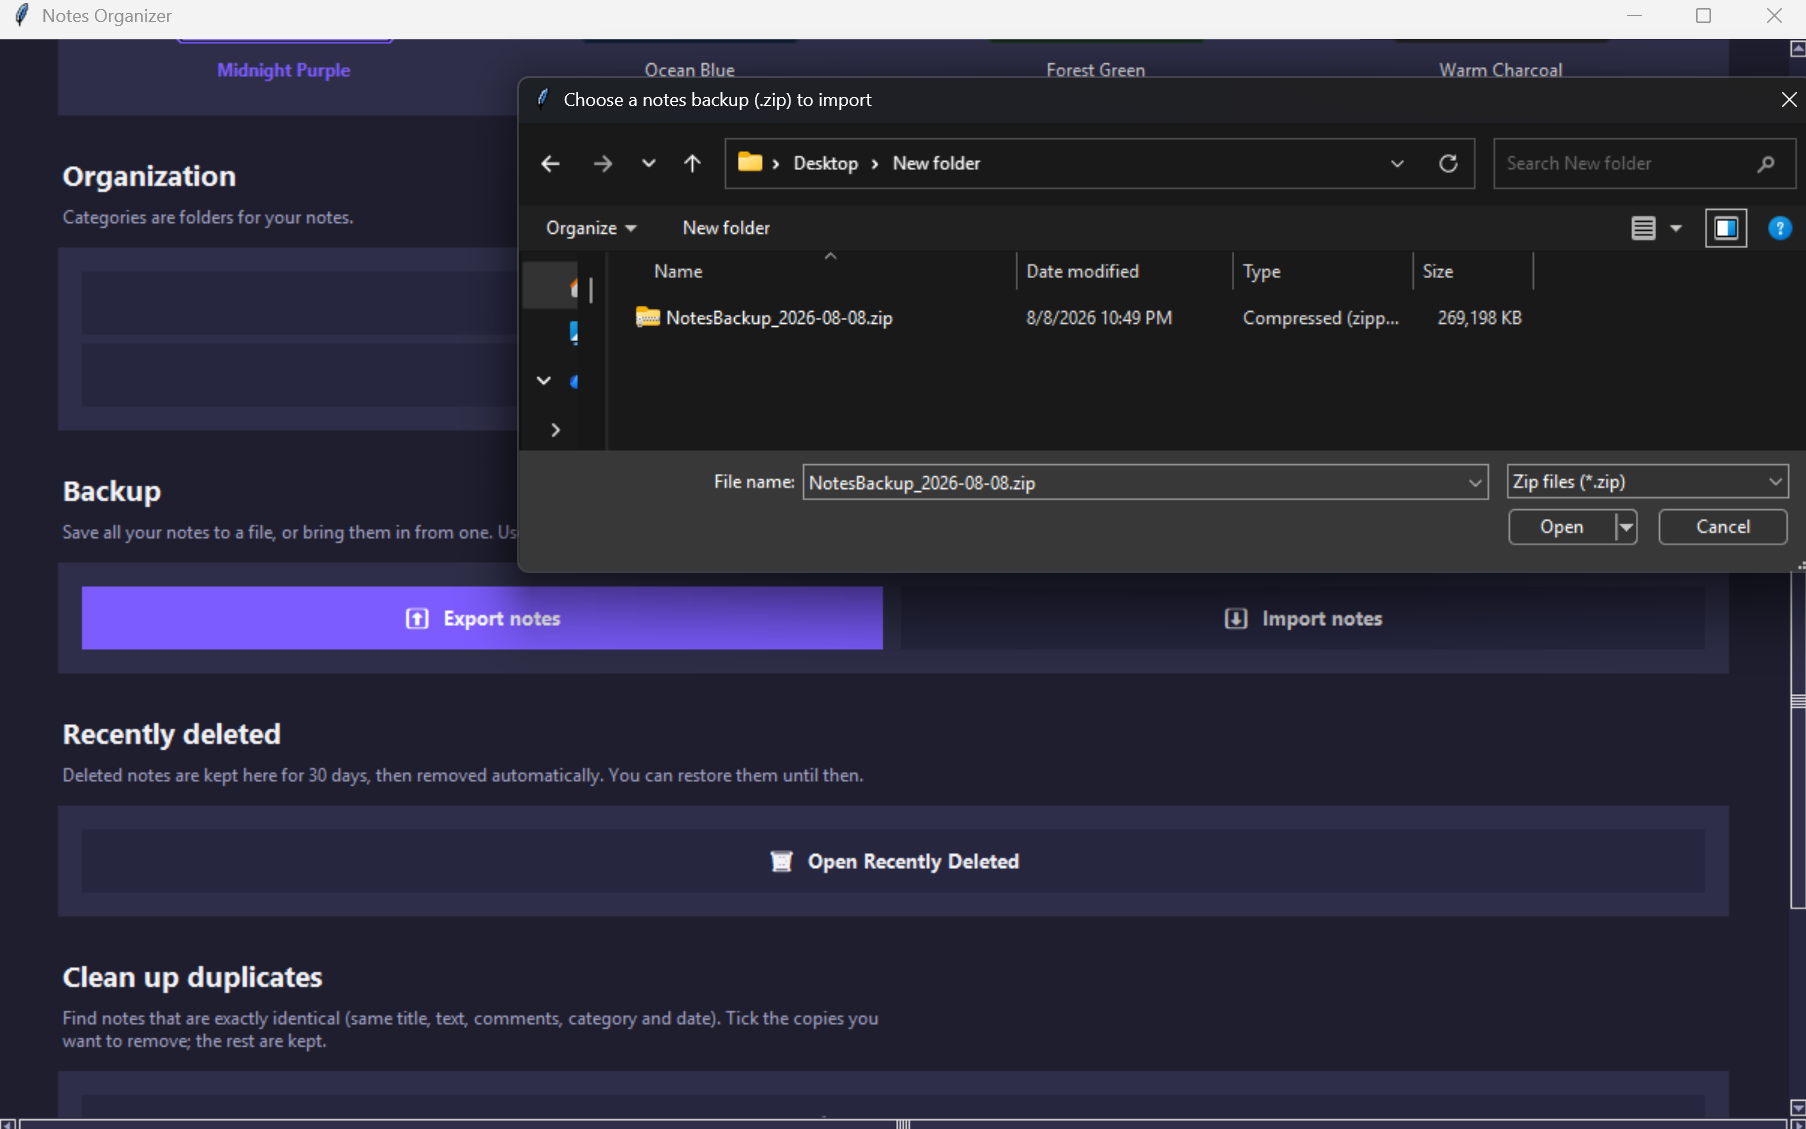 Notes Organizer
Midnight Purple
Ocean Blue
Forest Green
Warm Charcoal
Choose a notes backup (.zip) to import
Desktop
New folder
Search New folder
Organize
New folder
Name
Date modified
Type
Size
NotesBackup_2026-08-08.zip
8/8/2026 10:49 PM
Compressed (zipp...
269,198 KB
File name:
NotesBackup_2026-08-08.zip
Zip files (*.zip)
Open
Cancel
Organization
Categories are folders for your notes.
Backup
Save all your notes to a file, or bring them in from one. Us
Export notes
Import notes
Recently deleted
Deleted notes are kept here for 30 days, then removed automatically. You can restore them until then.
Open Recently Deleted
Clean up duplicates
Find notes that are exactly identical (same title, text, comments, category and date). Tick the copies you
want to remove; the rest are kept.